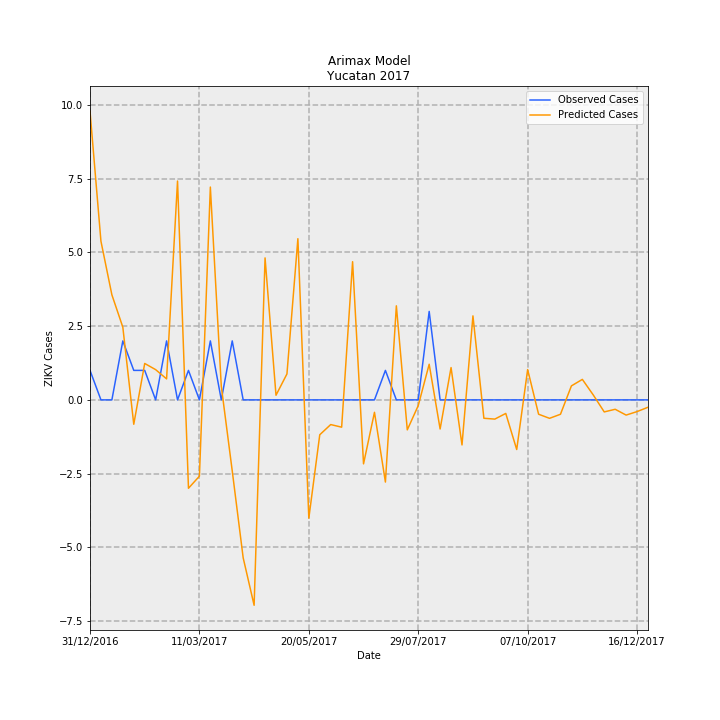 Arimax Model
Yucatan 2017
Observed Cases
Predicted Cases
10.0
7.5
5.0
2.5
0.0
−2.5
−5.0
−7.5
ZIKV Cases
31/12/2016 11/03/2017 20/05/2017 29/07/2017 07/10/2017 16/12/2017
Date